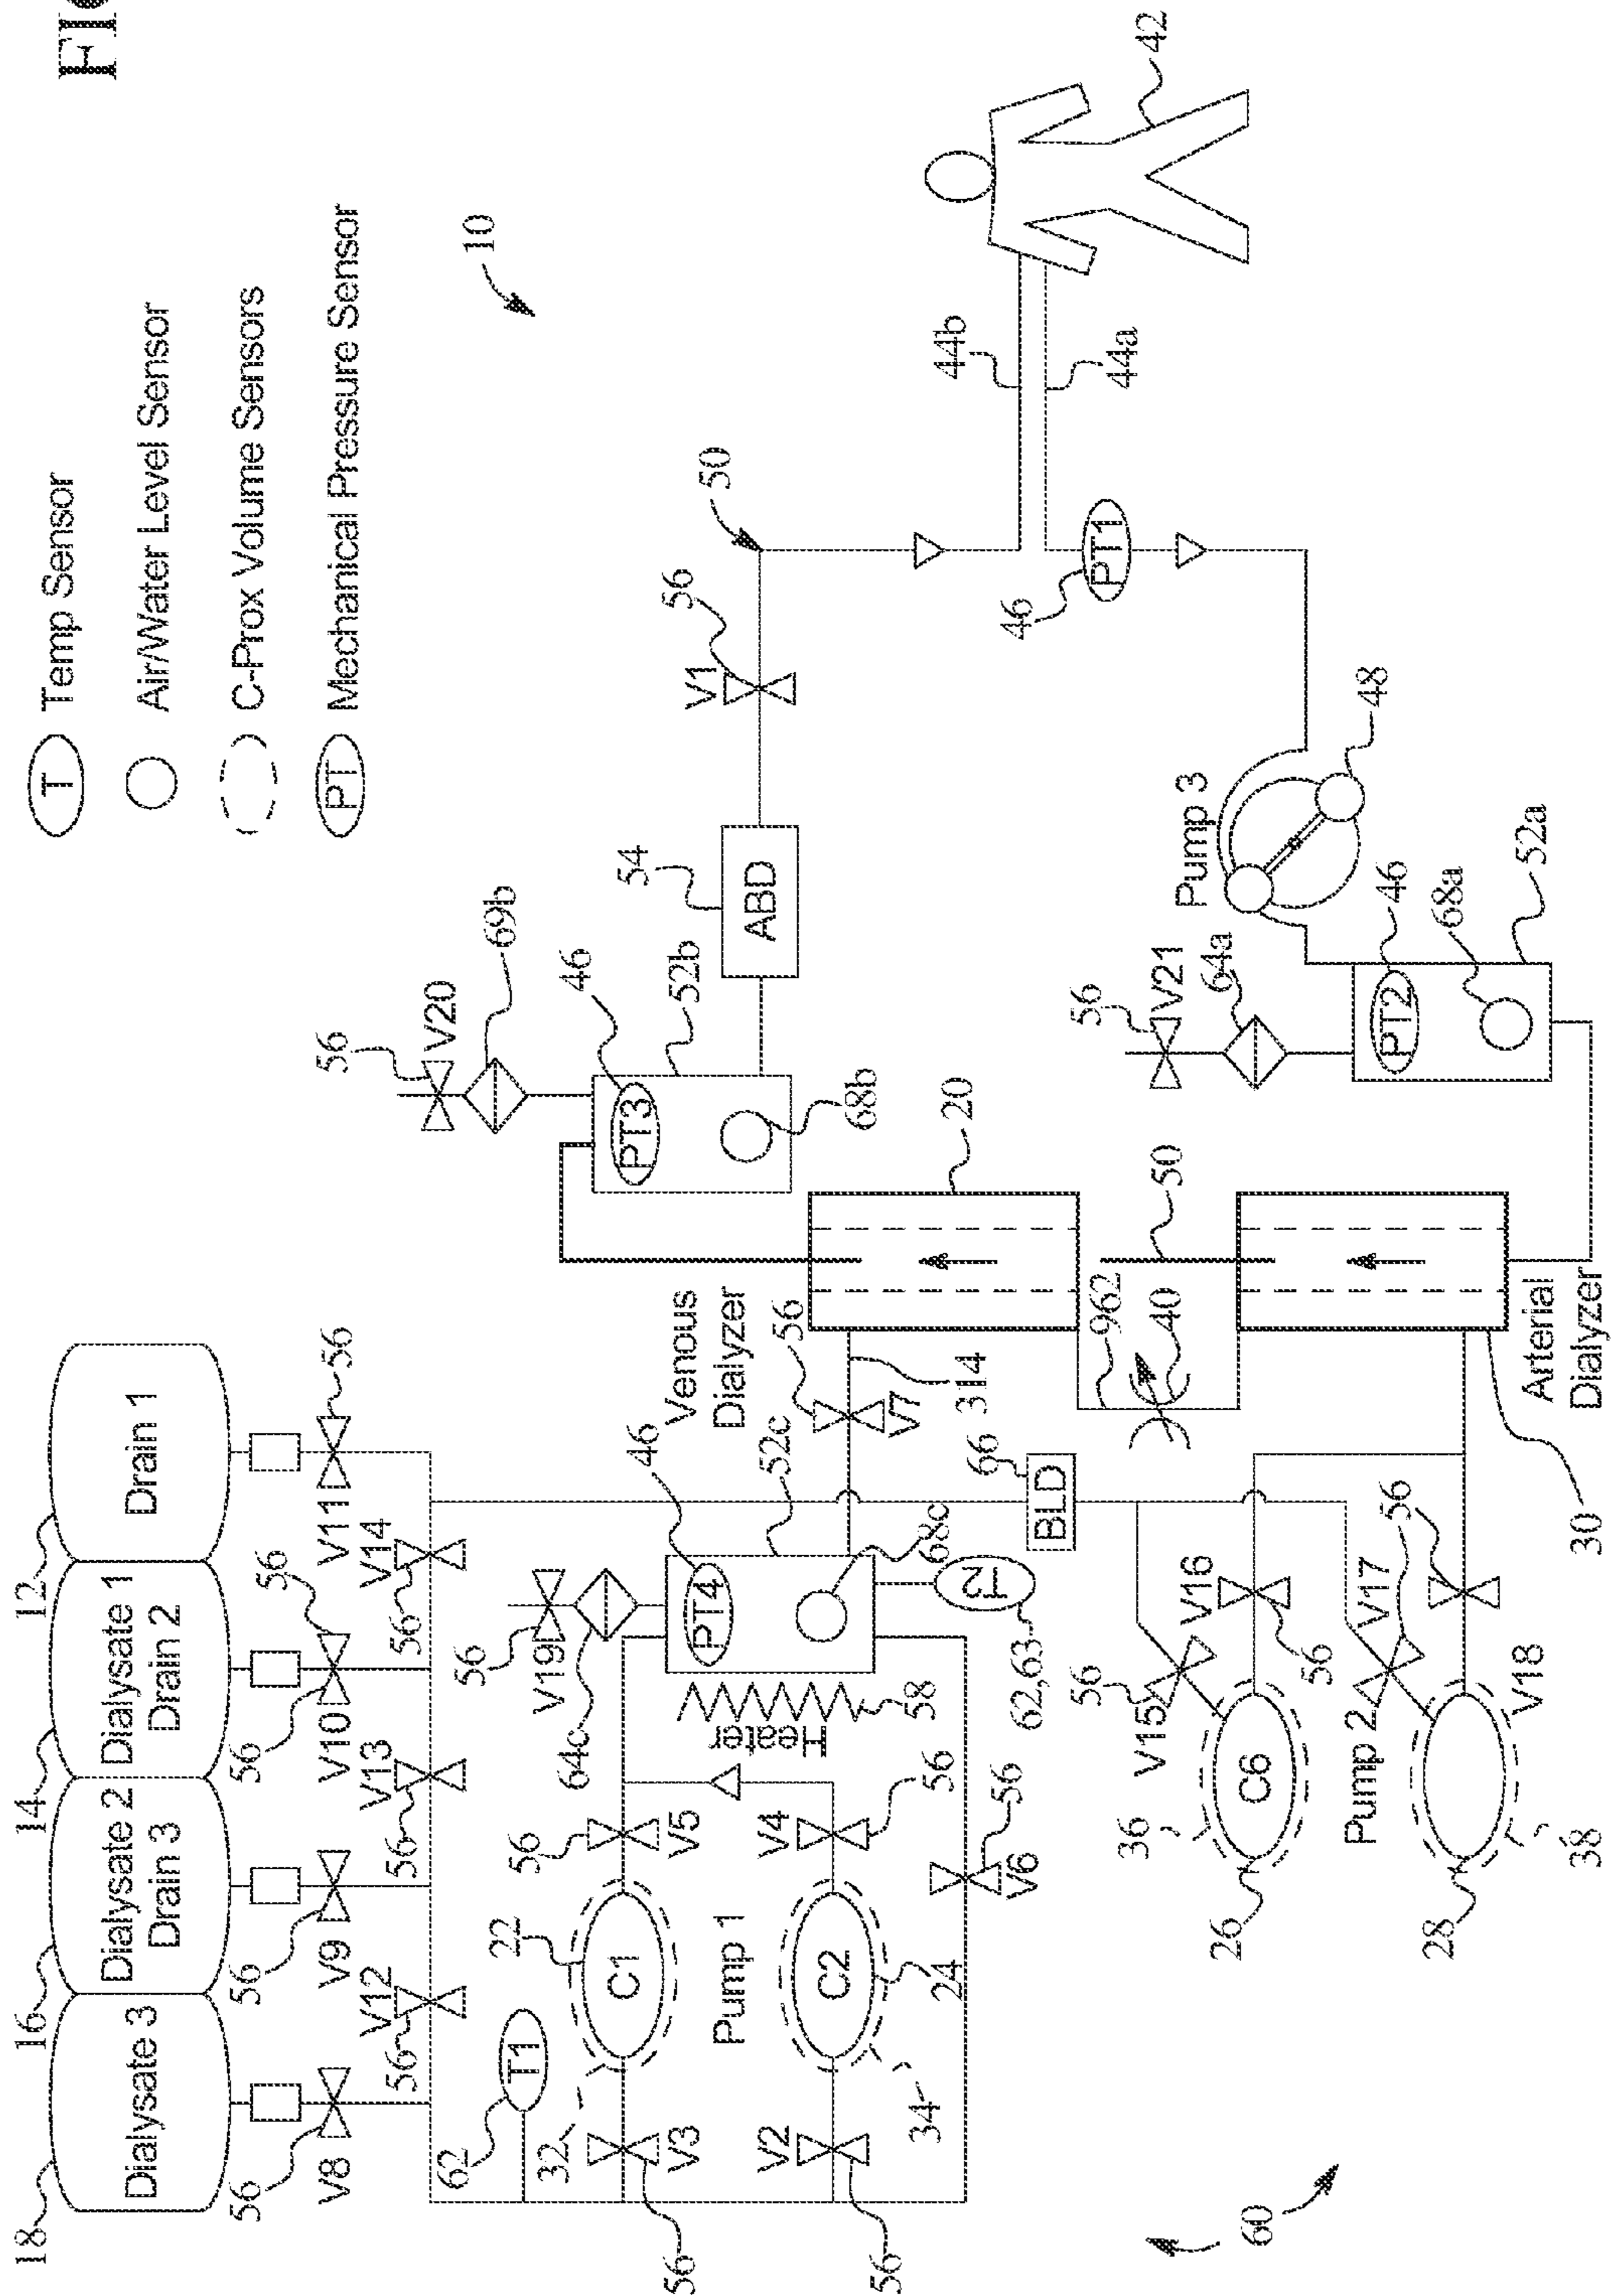 FIG
T Temp Sensor
Air/Water Level Sensor
C-Prox Volume Sensors
PT Mechanical Pressure Sensor
10
18
16
14
12
Dialysate 3
Dialysate 2
Drain 3
Dialysate 1
Drain 2
Drain 1
56
V8
56
V9
56
V10
56
V11
56
56
V12
56
V13
56
V14
62
T1
32
22
C1
V3
56
56
V5
Pump 1
V2
56
34
C2
24
V4
56
V6
56
Heater
58
64c
V19
56
PT4
46
52c
68c
T2
62,63
56
V7
314
Venous
Dialyzer
20
66
BLD
962
40
50
Arterial
Dialyzer
30
V15
56
V16
56
36
C6
26
Pump 2
V17
56
V18
38
28
56
V20
69b
46
PT3
52b
68b
54
ABD
V1
56
50
44b
44a
42
46
PT1
Pump 3
48
56
V21
64a
46
PT2
68a
52a
60